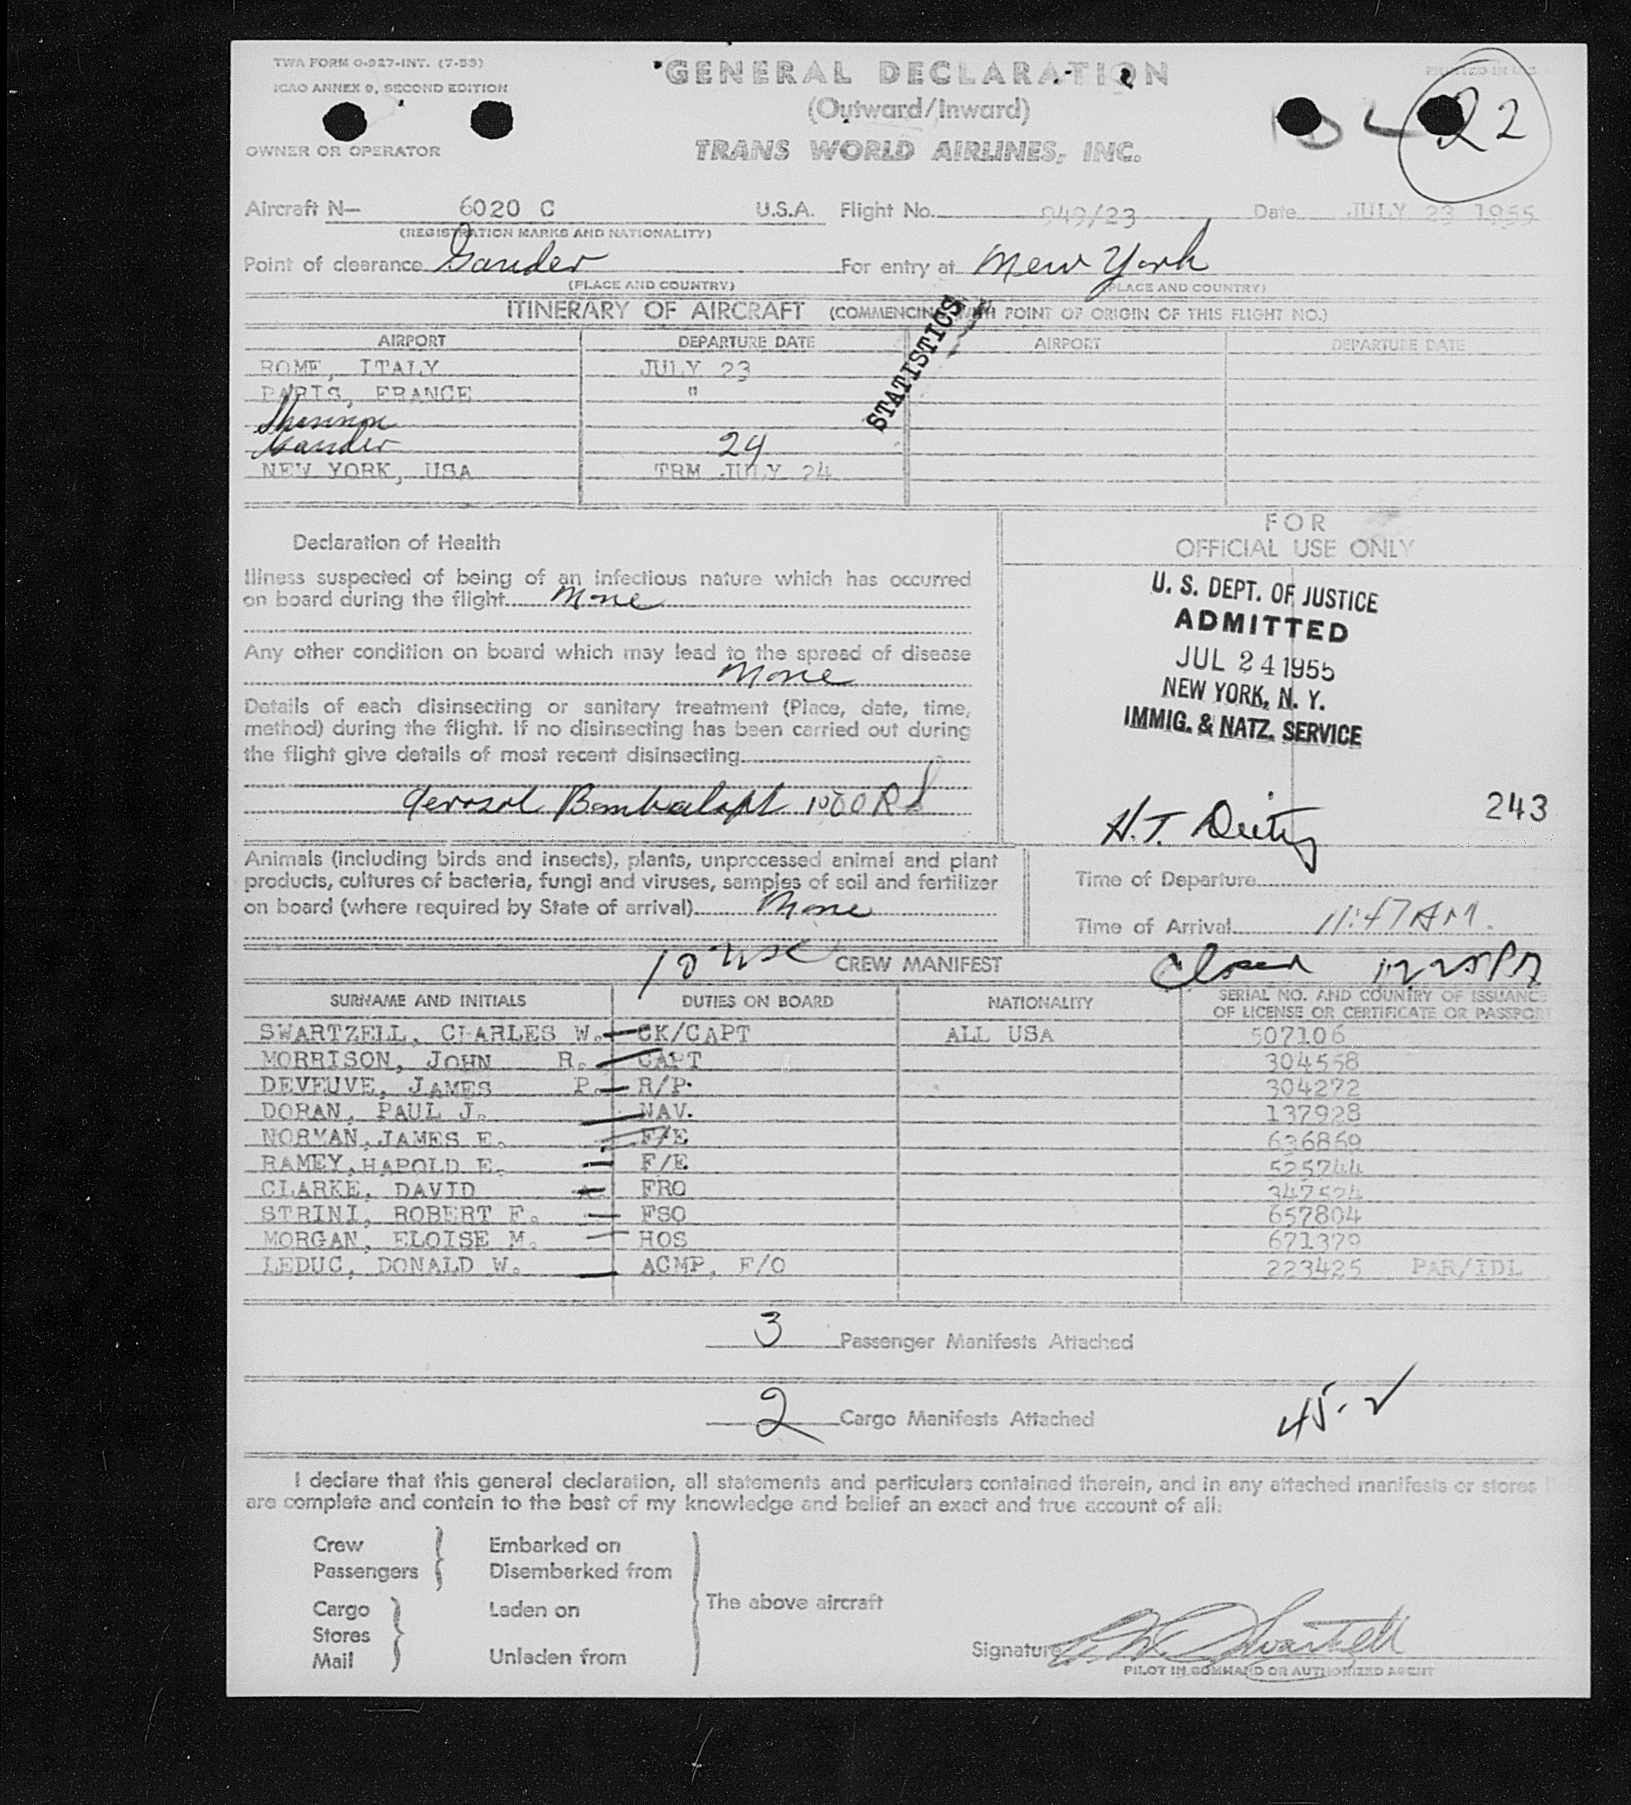 TWA FORM O-927-INT. (7-53)
ICAO ANNEX 9, SECOND EDITION
PRINTED IN U.S.
GENERAL DECLARATION
(Outward/Inward)
22
OWNER OR OPERATOR
TRANS WORLD AIRLINES, INC.
Aircraft N— 6020 C U.S.A. Flight No. 949/23 Date JULY 23 1955
(REGISTRATION MARKS AND NATIONALITY)
Point of clearance Gander For entry at New York
(PLACE AND COUNTRY) (PLACE AND COUNTRY)
ITINERARY OF AIRCRAFT (COMMENCING WITH POINT OF ORIGIN OF THIS FLIGHT NO.)
STATISTICS
AIRPORT DEPARTURE DATE AIRPORT DEPARTURE DATE
ROME, ITALY JULY 23
PARIS, FRANCE "
Shannon
Gander 24
NEW YORK, USA TRM JULY 24
FOR
OFFICIAL USE ONLY
Declaration of Health
Illness suspected of being of an infectious nature which has occurred
on board during the flight None
Any other condition on board which may lead to the spread of disease
None
Details of each disinsecting or sanitary treatment (Place, date, time,
method) during the flight. If no disinsecting has been carried out during
the flight give details of most recent disinsecting
Aerosol
U. S. DEPT. OF JUSTICE
ADMITTED
JUL 24 1955
NEW YORK, N. Y.
IMMIG. & NATZ. SERVICE
243
H.T.
Animals (including birds and insects), plants, unprocessed animal and plant
products, cultures of bacteria, fungi and viruses, samples of soil and fertilizer
on board (where required by State of arrival) None
Time of Departure
Time of Arrival 11:47 AM.
10 USC CREW MANIFEST Closed 12 25 PM
SURNAME AND INITIALS DUTIES ON BOARD NATIONALITY SERIAL NO. AND COUNTRY OF ISSUANCE
OF LICENSE OR CERTIFICATE OR PASSPORT
SWARTZELL, CHARLES W. CK/CAPT ALL USA 507106
MORRISON, JOHN R. CAPT 304558
DEVEUVE, JAMES P. R/P. 304272
DORAN, PAUL J. NAV. 137928
NORMAN, JAMES E. F/E 636869
RAMEY, HAROLD E. F/E 525744
CLARKE, DAVID A. FRO 347524
STRINI, ROBERT F. FSO 657804
MORGAN, ELOISE M. HOS 671379
LEDUC, DONALD W. ACMP, F/O 223425 PAR/IDL
3 Passenger Manifests Attached
2 Cargo Manifests Attached
45-2
I declare that this general declaration, all statements and particulars contained therein, and in any attached manifests or stores
are complete and contain to the best of my knowledge and belief an exact and true account of all:
Crew Embarked on
Passengers Disembarked from
The above aircraft
Cargo Laden on
Stores
Mail Unladen from
Signature C. W. Swartzell
PILOT IN COMMAND OR AUTHORIZED AGENT